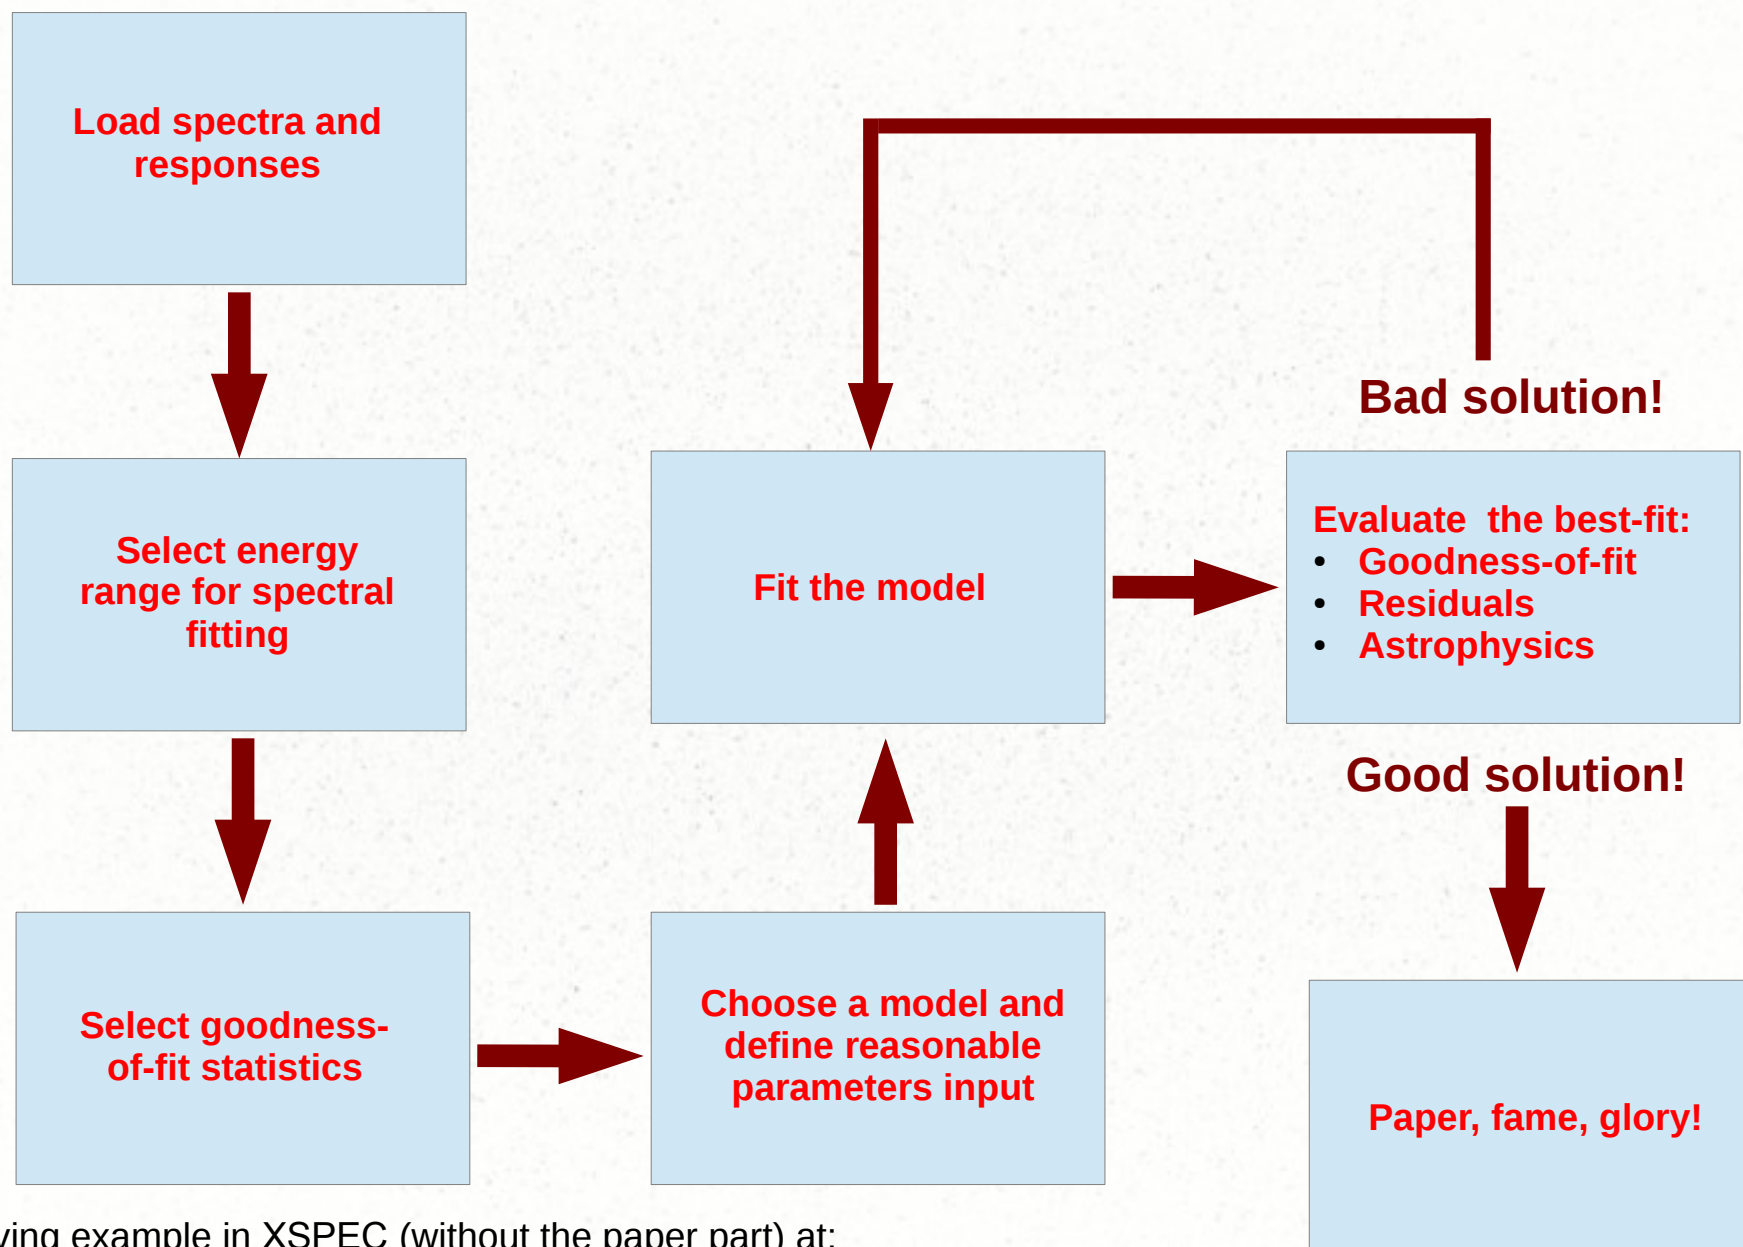 Load spectra and
responses
Select energy
range for spectral
fitting
Select goodness-
of-fit statistics
Choose a model and
define reasonable
parameters input
Fit the model
Bad solution!
Evaluate  the best-fit:
• Goodness-of-fit
• Residuals
• Astrophysics
Good solution!
Paper, fame, glory!
example in XSPEC (without the paper part) at: